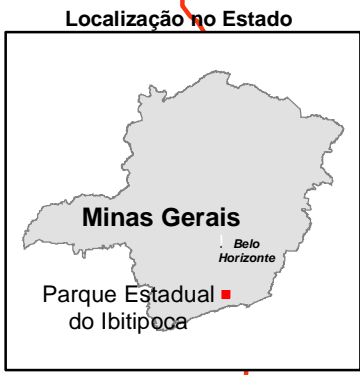 Localização no Estado
Minas Gerais
Belo
Horizonte
Parque Estadual
do Ibitipoca